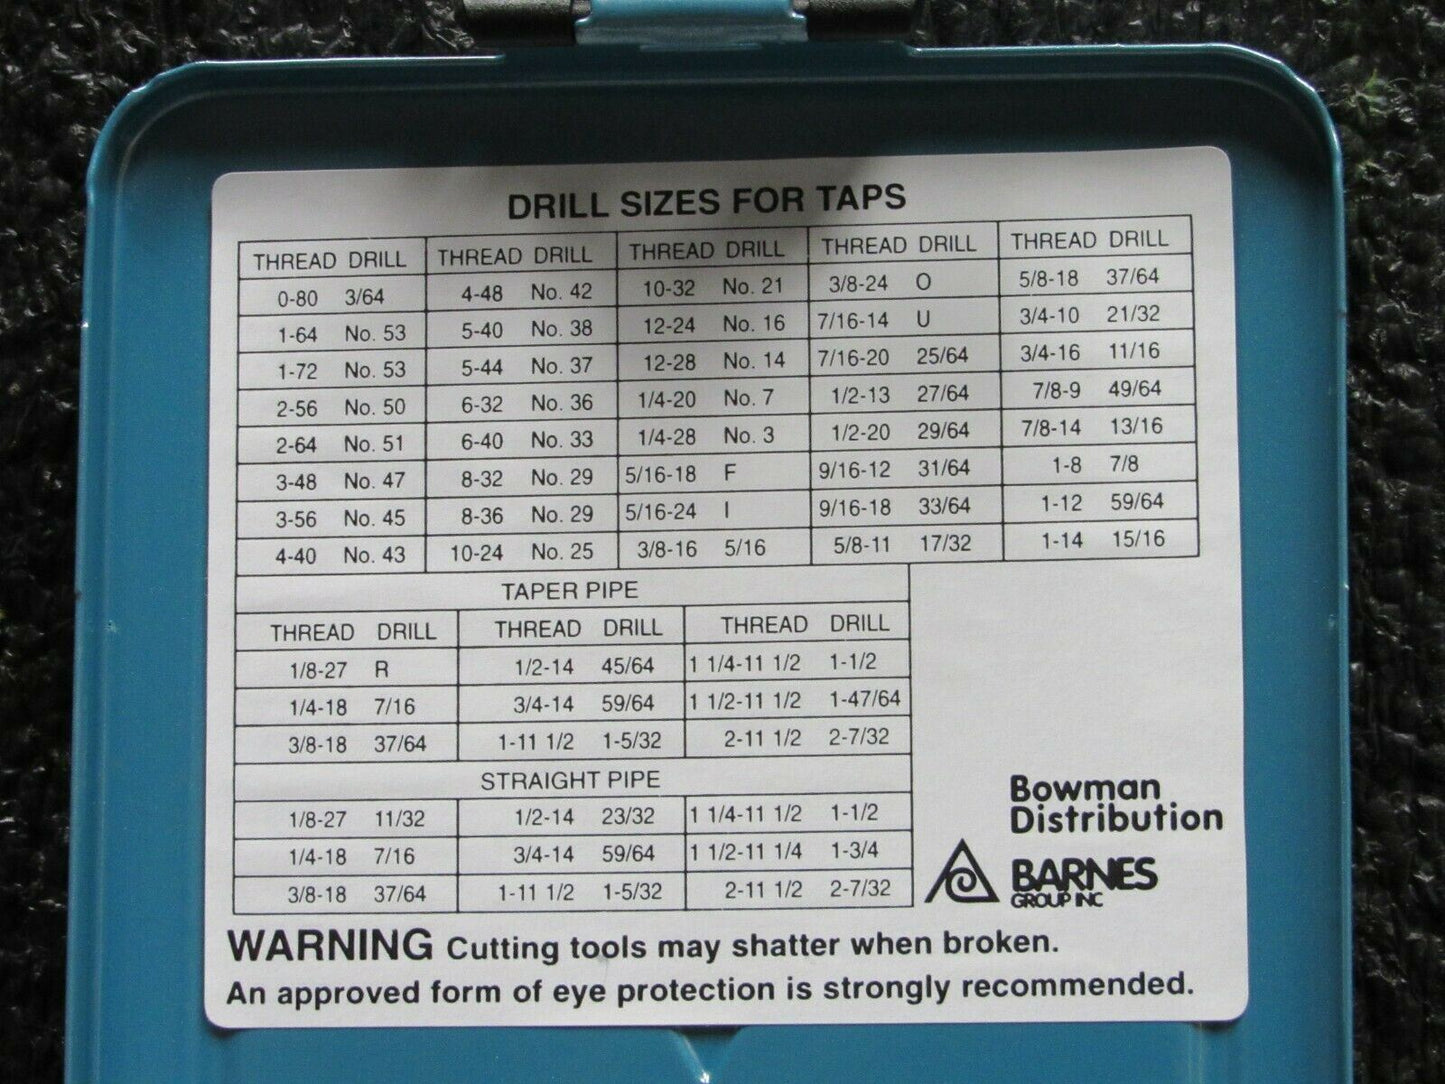 DRILL SIZES FOR TAPS
THREAD DRILL THREAD DRILL THREAD DRILL THREAD DRILL THREAD DRILL
0-80 3/64 4-48 No. 42 10-32 No. 21 3/8-24 O 5/8-18 37/64
1-64 No. 53 5-40 No. 38 12-24 No. 16 7/16-14 U 3/4-10 21/32
1-72 No. 53 5-44 No. 37 12-28 No. 14 7/16-20 25/64 3/4-16 11/16
2-56 No. 50 6-32 No. 36 1/4-20 No. 7 1/2-13 27/64 7/8-9 49/64
2-64 No. 51 6-40 No. 33 1/4-28 No. 3 1/2-20 29/64 7/8-14 13/16
3-48 No. 47 8-32 No. 29 5/16-18 F 9/16-12 31/64 1-8 7/8
3-56 No. 45 8-36 No. 29 5/16-24 I 9/16-18 33/64 1-12 59/64
4-40 No. 43 10-24 No. 25 3/8-16 5/16 5/8-11 17/32 1-14 15/16
TAPER PIPE
THREAD DRILL THREAD DRILL THREAD DRILL
1/8-27 R 1/2-14 45/64 1 1/4-11 1/2 1-1/2
1/4-18 7/16 3/4-14 59/64 1 1/2-11 1/2 1-47/64
3/8-18 37/64 1-11 1/2 1-5/32 2-11 1/2 2-7/32
STRAIGHT PIPE
1/8-27 11/32 1/2-14 23/32 1 1/4-11 1/2 1-1/2
1/4-18 7/16 3/4-14 59/64 1 1/2-11 1/4 1-3/4
3/8-18 37/64 1-11 1/2 1-5/32 2-11 1/2 2-7/32
Bowman
Distribution
BARNES
GROUP INC
WARNING Cutting tools may shatter when broken.
An approved form of eye protection is strongly recommended.